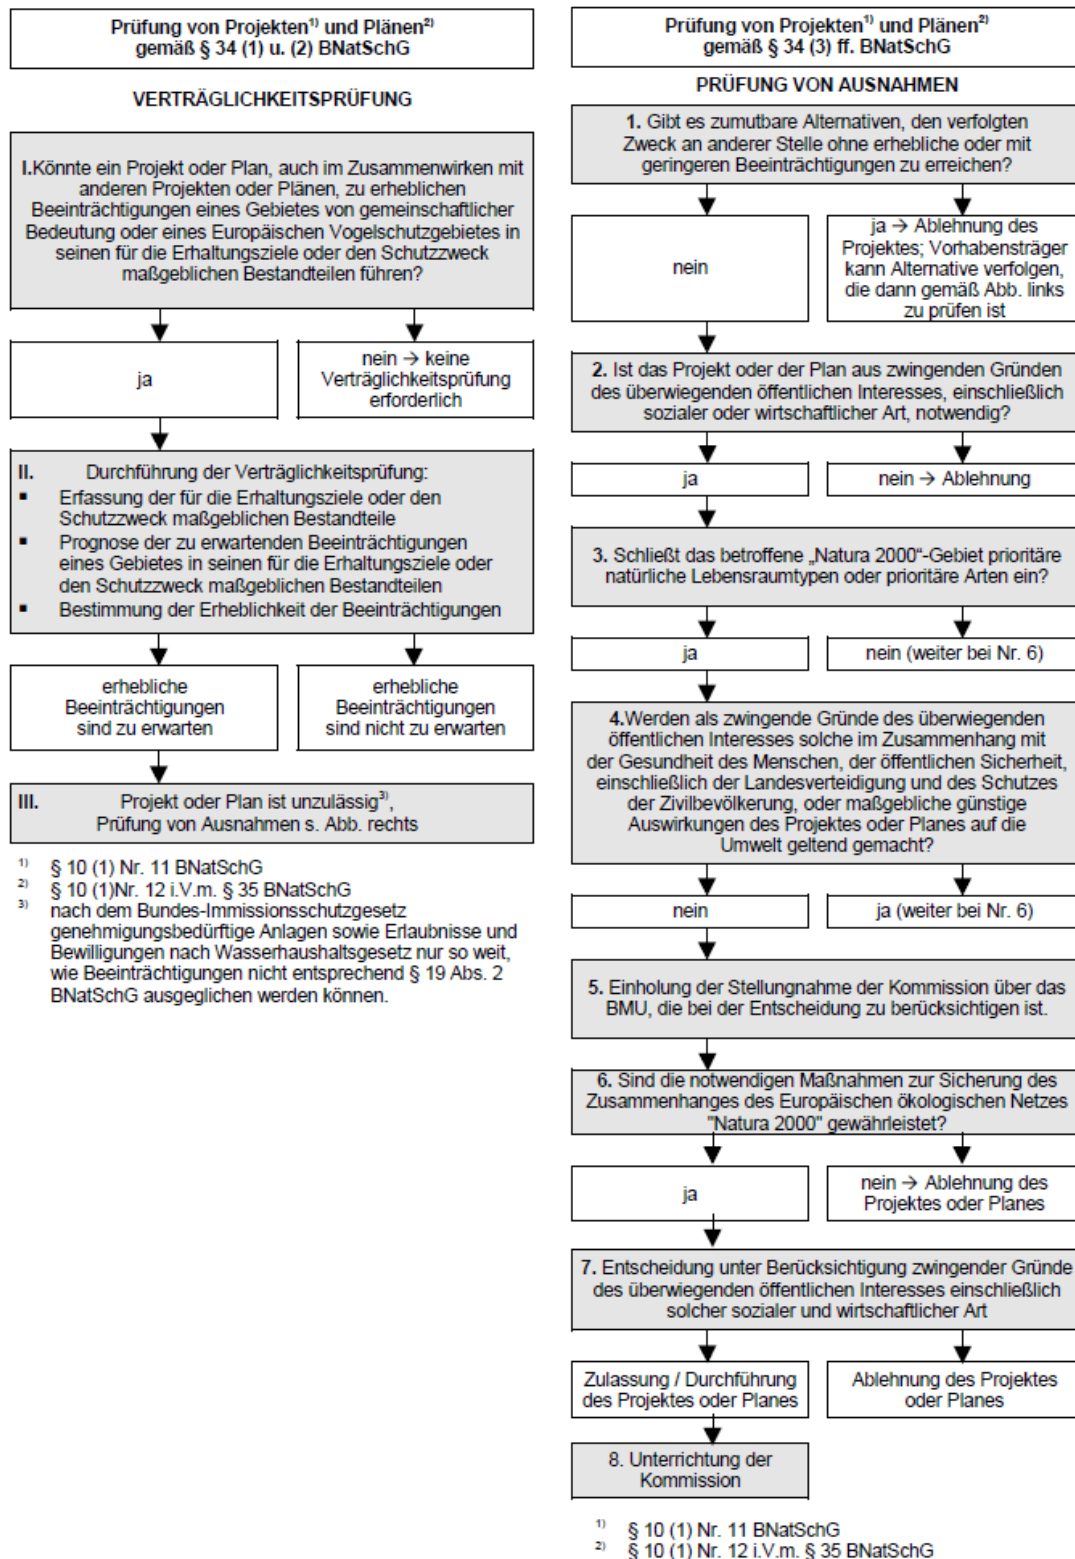 Prüfung von Projekten¹⁾ und Plänen²⁾
gemäß § 34 (1) u. (2) BNatSchG
VERTRÄGLICHKEITSPRÜFUNG
I.Könnte ein Projekt oder Plan, auch im Zusammenwirken mit
anderen Projekten oder Plänen, zu erheblichen
Beeinträchtigungen eines Gebietes von gemeinschaftlicher
Bedeutung oder eines Europäischen Vogelschutzgebietes in
seinen für die Erhaltungsziele oder den Schutzzweck
maßgeblichen Bestandteilen führen?
ja
nein → keine
Verträglichkeitsprüfung
erforderlich
II. Durchführung der Verträglichkeitsprüfung:
▪ Erfassung der für die Erhaltungsziele oder den
Schutzzweck maßgeblichen Bestandteile
▪ Prognose der zu erwartenden Beeinträchtigungen
eines Gebietes in seinen für die Erhaltungsziele oder
den Schutzzweck maßgeblichen Bestandteilen
▪ Bestimmung der Erheblichkeit der Beeinträchtigungen
erhebliche
Beeinträchtigungen
sind zu erwarten
erhebliche
Beeinträchtigungen
sind nicht zu erwarten
III. Projekt oder Plan ist unzulässig³⁾,
Prüfung von Ausnahmen s. Abb. rechts
¹⁾ § 10 (1) Nr. 11 BNatSchG
²⁾ § 10 (1)Nr. 12 i.V.m. § 35 BNatSchG
³⁾ nach dem Bundes-Immissionsschutzgesetz
genehmigungsbedürftige Anlagen sowie Erlaubnisse und
Bewilligungen nach Wasserhaushaltsgesetz nur so weit,
wie Beeinträchtigungen nicht entsprechend § 19 Abs. 2
BNatSchG ausgeglichen werden können.
Prüfung von Projekten¹⁾ und Plänen²⁾
gemäß § 34 (3) ff. BNatSchG
PRÜFUNG VON AUSNAHMEN
1. Gibt es zumutbare Alternativen, den verfolgten
Zweck an anderer Stelle ohne erhebliche oder mit
geringeren Beeinträchtigungen zu erreichen?
nein
ja → Ablehnung des
Projektes; Vorhabensträger
kann Alternative verfolgen,
die dann gemäß Abb. links
zu prüfen ist
2. Ist das Projekt oder der Plan aus zwingenden Gründen
des überwiegenden öffentlichen Interesses, einschließlich
sozialer oder wirtschaftlicher Art, notwendig?
ja
nein → Ablehnung
3. Schließt das betroffene „Natura 2000“-Gebiet prioritäre
natürliche Lebensraumtypen oder prioritäre Arten ein?
ja
nein (weiter bei Nr. 6)
4.Werden als zwingende Gründe des überwiegenden
öffentlichen Interesses solche im Zusammenhang mit
der Gesundheit des Menschen, der öffentlichen Sicherheit,
einschließlich der Landesverteidigung und des Schutzes
der Zivilbevölkerung, oder maßgebliche günstige
Auswirkungen des Projektes oder Planes auf die
Umwelt geltend gemacht?
nein
ja (weiter bei Nr. 6)
5. Einholung der Stellungnahme der Kommission über das
BMU, die bei der Entscheidung zu berücksichtigen ist.
6. Sind die notwendigen Maßnahmen zur Sicherung des
Zusammenhanges des Europäischen ökologischen Netzes
"Natura 2000" gewährleistet?
ja
nein → Ablehnung des
Projektes oder Planes
7. Entscheidung unter Berücksichtigung zwingender Gründe
des überwiegenden öffentlichen Interesses einschließlich
solcher sozialer und wirtschaftlicher Art
Zulassung / Durchführung
des Projektes oder Planes
Ablehnung des Projektes
oder Planes
8. Unterrichtung der
Kommission
¹⁾ § 10 (1) Nr. 11 BNatSchG
²⁾ § 10 (1) Nr. 12 i.V.m. § 35 BNatSchG